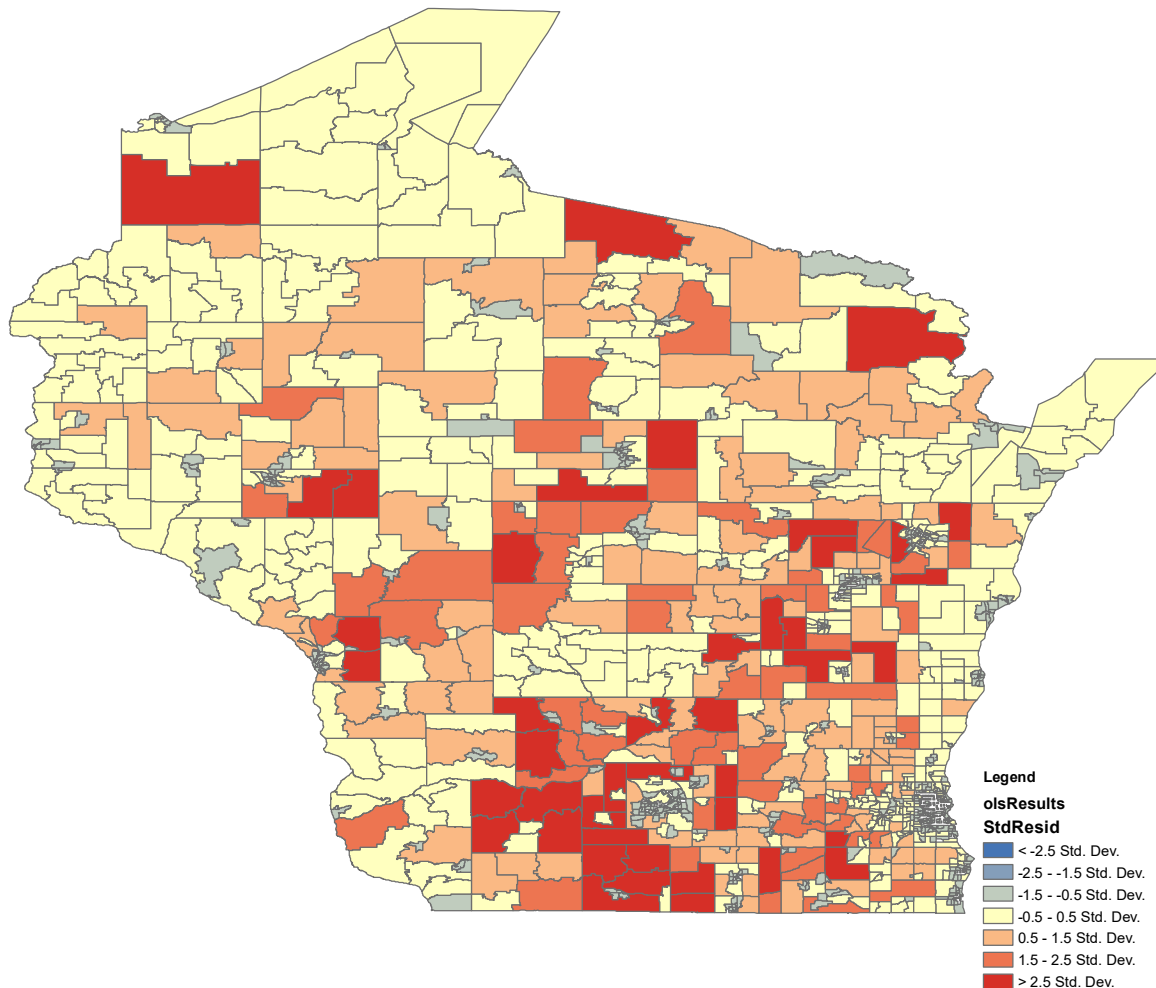 Legend
olsResults
StdResid
< -2.5 Std. Dev.
-2.5 - -1.5 Std. Dev.
-1.5 - -0.5 Std. Dev.
-0.5 - 0.5 Std. Dev.
0.5 - 1.5 Std. Dev.
1.5 - 2.5 Std. Dev.
> 2.5 Std. Dev.